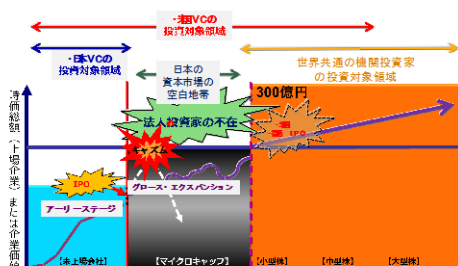 ・米国VCの
投資対象領域
・日本VCの
投資対象領域
日本の
資本市場の
空白地帯
世界共通の機関投資家
の投資対象領域
300億円
法人投資家の不在
キャズム
IPO
IPO
グロース・エクスパンション
アーリーステージ
時価総額（上場企業）または企業価値
【未上場会社】
【マイクロキャップ】
【小型株】
【中型株】
【大型株】